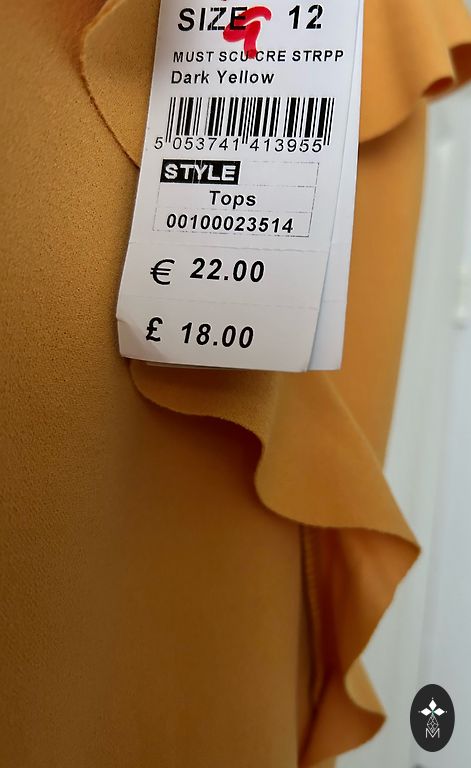 SIZE 12
MUST SCU CRE STRPP
Dark Yellow
5 053741 413955
STYLE
Tops
00100023514
€ 22.00
£ 18.00
M